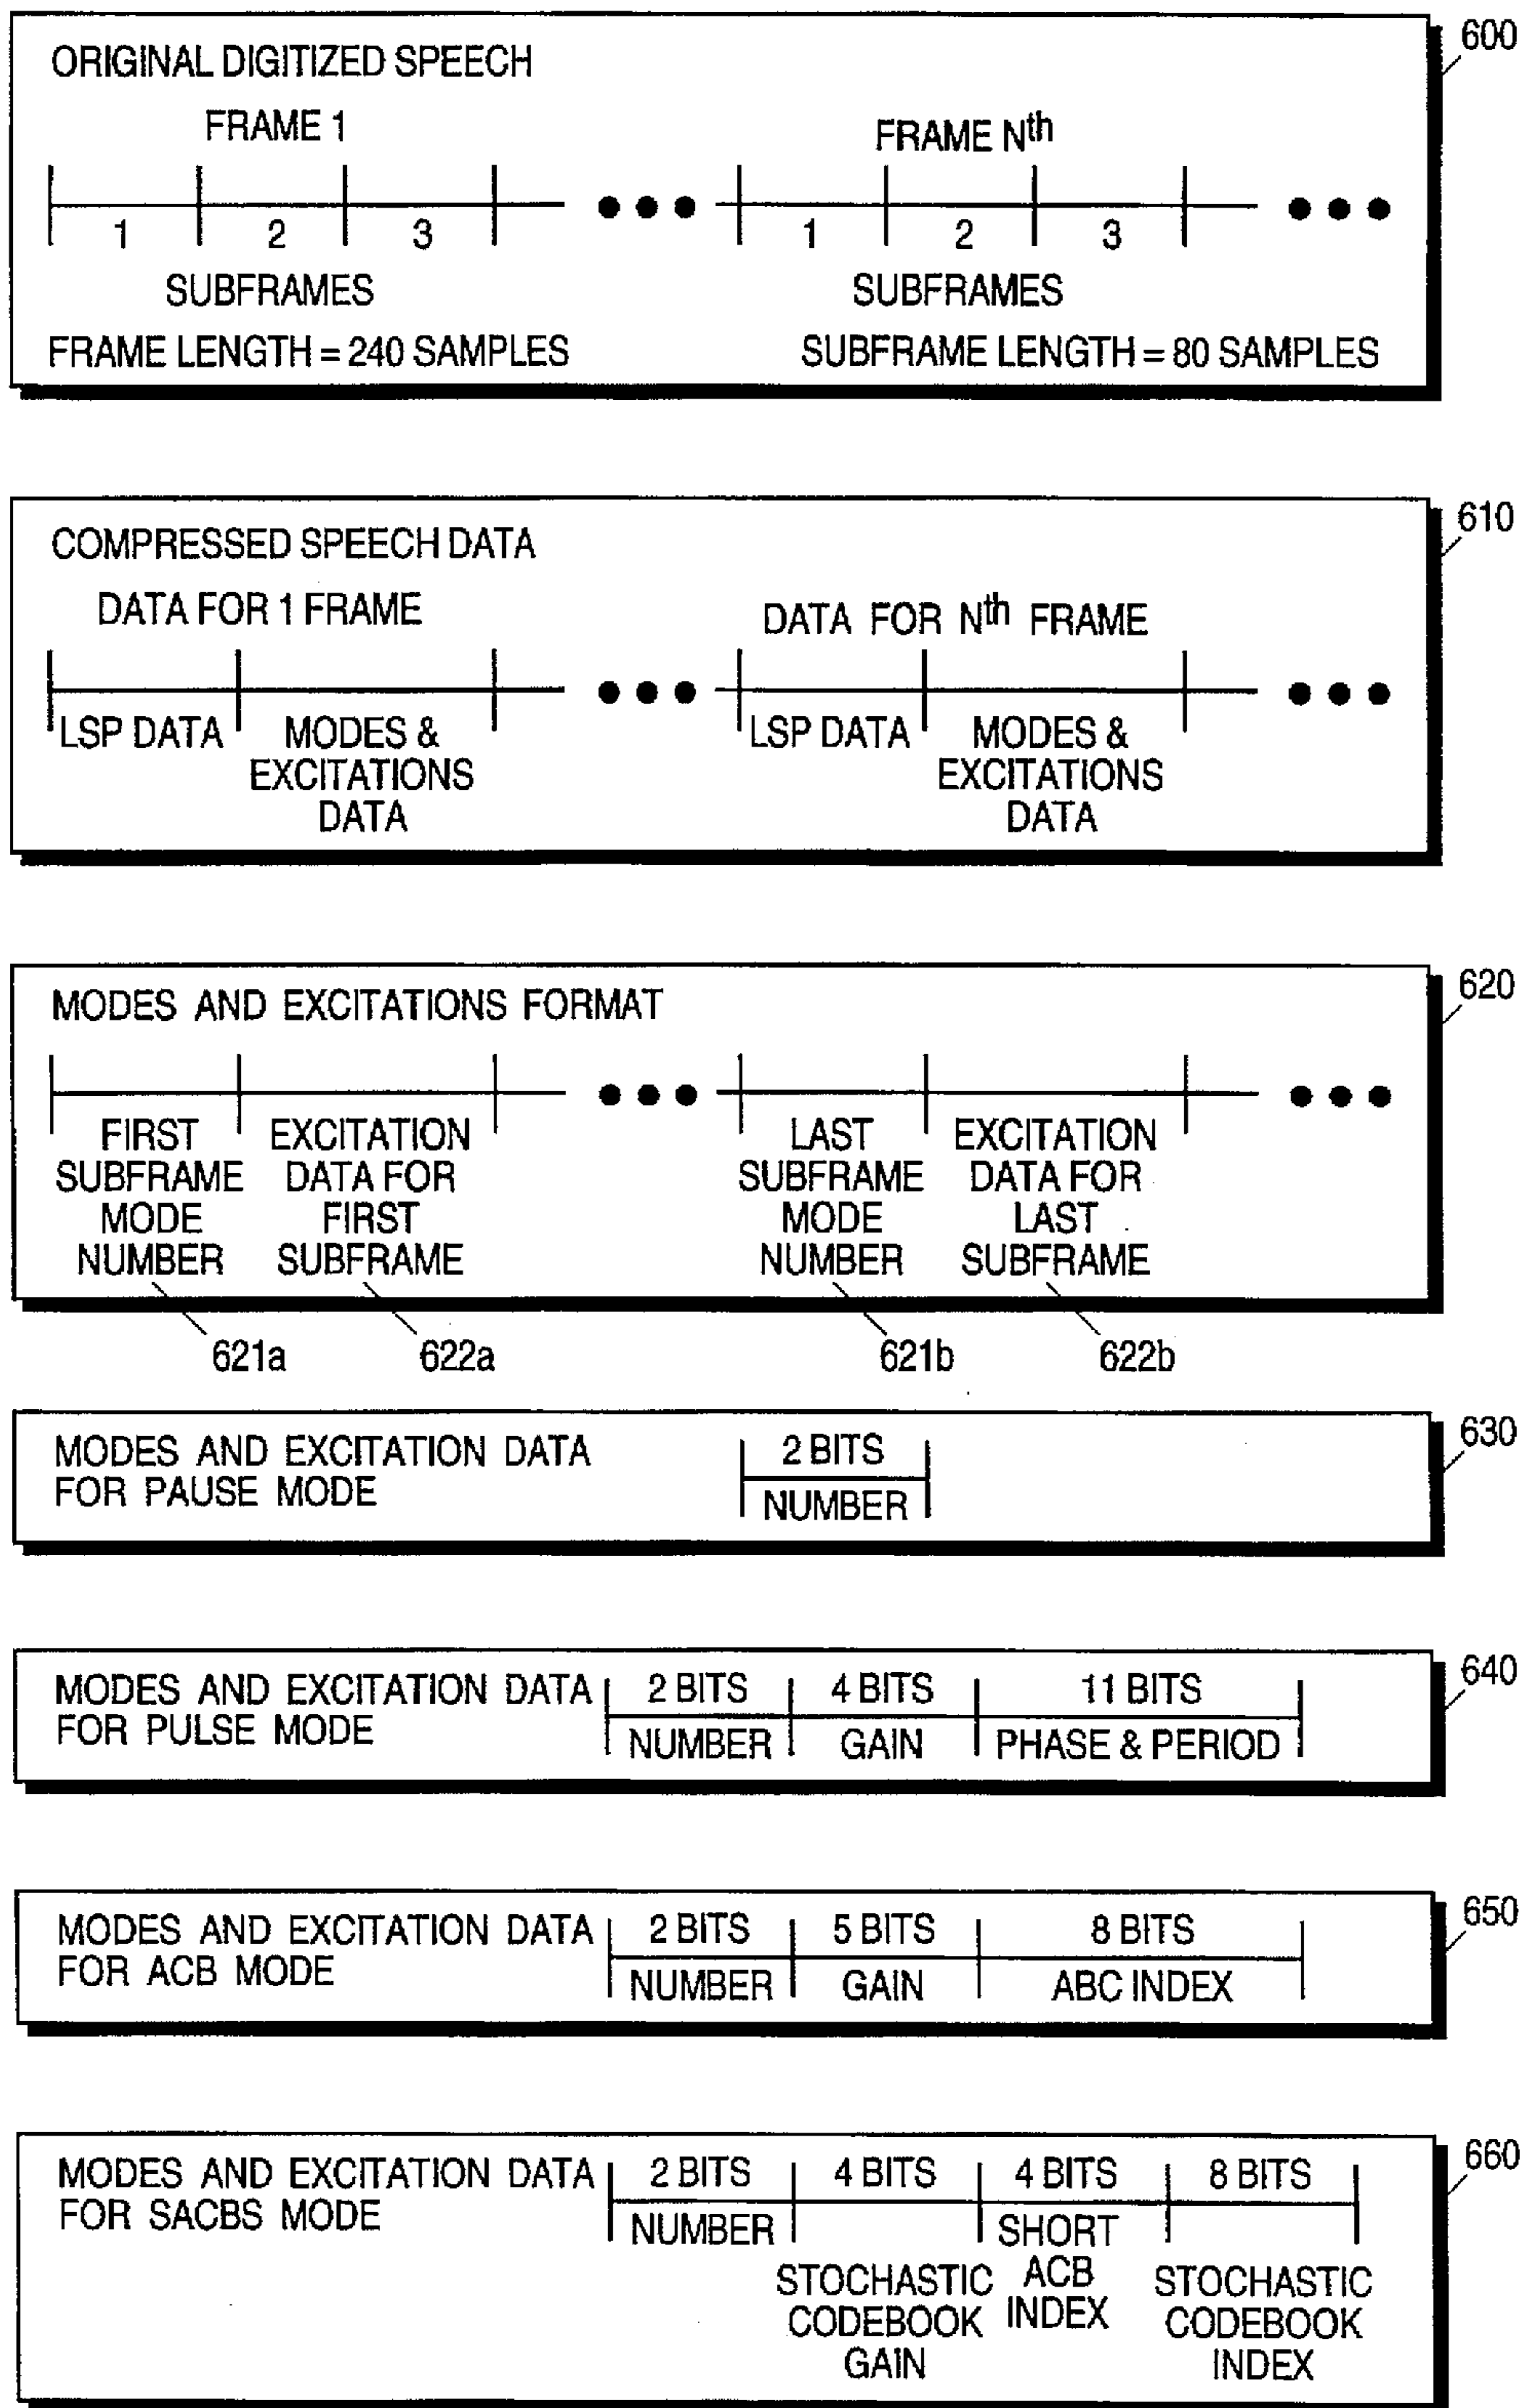 600
ORIGINAL DIGITIZED SPEECH
FRAME 1
FRAME Nth
1 2 3 1 2 3
SUBFRAMES SUBFRAMES
FRAME LENGTH = 240 SAMPLES SUBFRAME LENGTH = 80 SAMPLES
610
COMPRESSED SPEECH DATA
DATA FOR 1 FRAME DATA FOR Nth FRAME
LSP DATA
MODES &
EXCITATIONS
DATA
LSP DATA
MODES &
EXCITATIONS
DATA
620
MODES AND EXCITATIONS FORMAT
FIRST
SUBFRAME
MODE
NUMBER
EXCITATION
DATA FOR
FIRST
SUBFRAME
LAST
SUBFRAME
MODE
NUMBER
EXCITATION
DATA FOR
LAST
SUBFRAME
621a 622a 621b 622b
630
MODES AND EXCITATION DATA
FOR PAUSE MODE
2 BITS
NUMBER
640
MODES AND EXCITATION DATA
FOR PULSE MODE
2 BITS 4 BITS 11 BITS
NUMBER GAIN PHASE & PERIOD
650
MODES AND EXCITATION DATA
FOR ACB MODE
2 BITS 5 BITS 8 BITS
NUMBER GAIN ABC INDEX
660
MODES AND EXCITATION DATA
FOR SACBS MODE
2 BITS 4 BITS 4 BITS 8 BITS
NUMBER
STOCHASTIC
CODEBOOK
GAIN
SHORT
ACB
INDEX
STOCHASTIC
CODEBOOK
INDEX